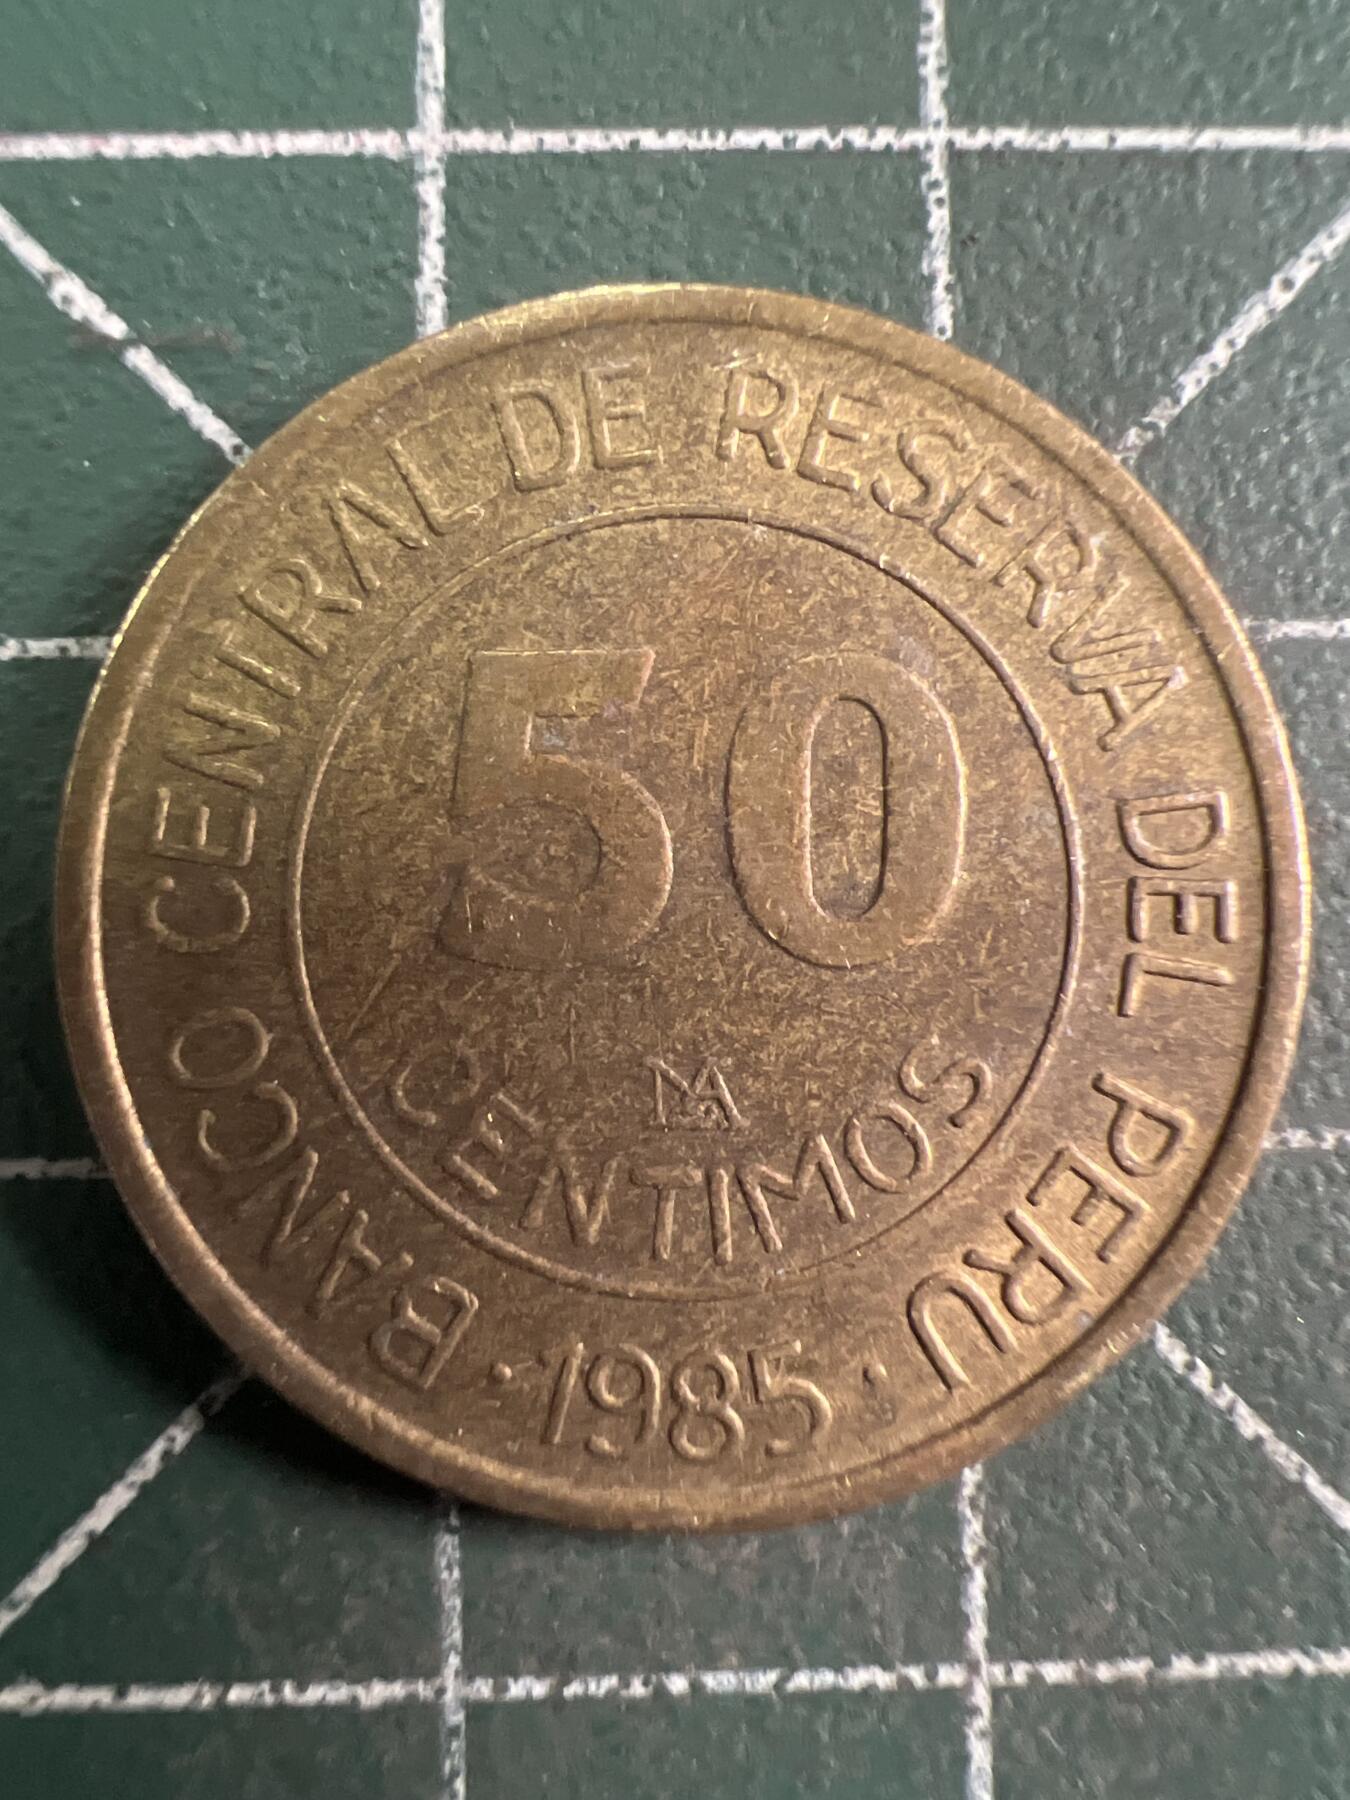 BANCO CENTRAL DE RESERVA DEL PERU
50
CENTIMOS
· 1985 ·